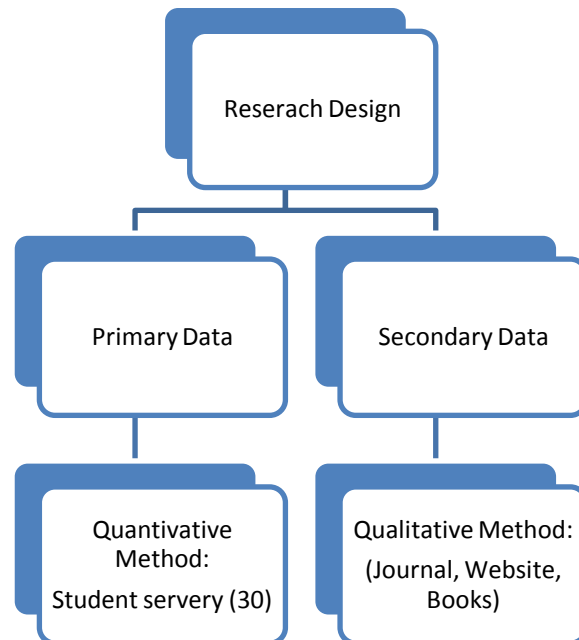 Reserach Design
Primary Data
Secondary Data
Quantivative
Method:
Student servery (30)
Qualitative Method:
(Journal, Website,
Books)